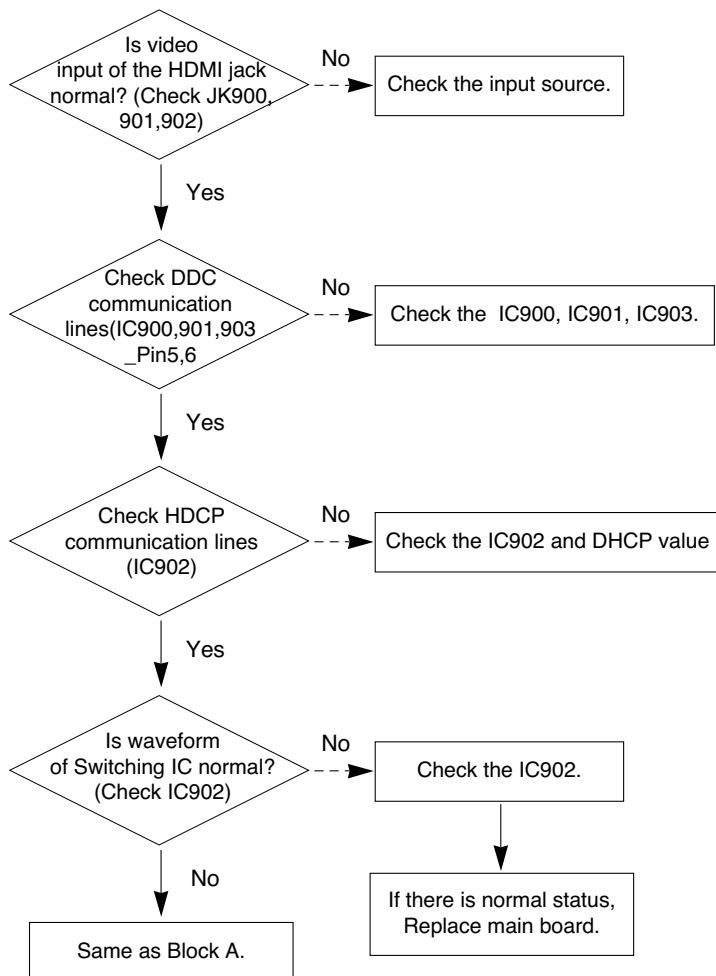 Is video
input of the HDMI jack
normal? (Check JK900,
901,902)
No
Check the input source.
Yes
Check DDC
communication
lines(IC900,901,903
_Pin5,6
No
Check the IC900, IC901, IC903.
Yes
Check HDCP
communication lines
(IC902)
No
Check the IC902 and DHCP value
Yes
Is waveform
of Switching IC normal?
(Check IC902)
No
Check the IC902.
No
If there is normal status,
Replace main board.
Same as Block A.